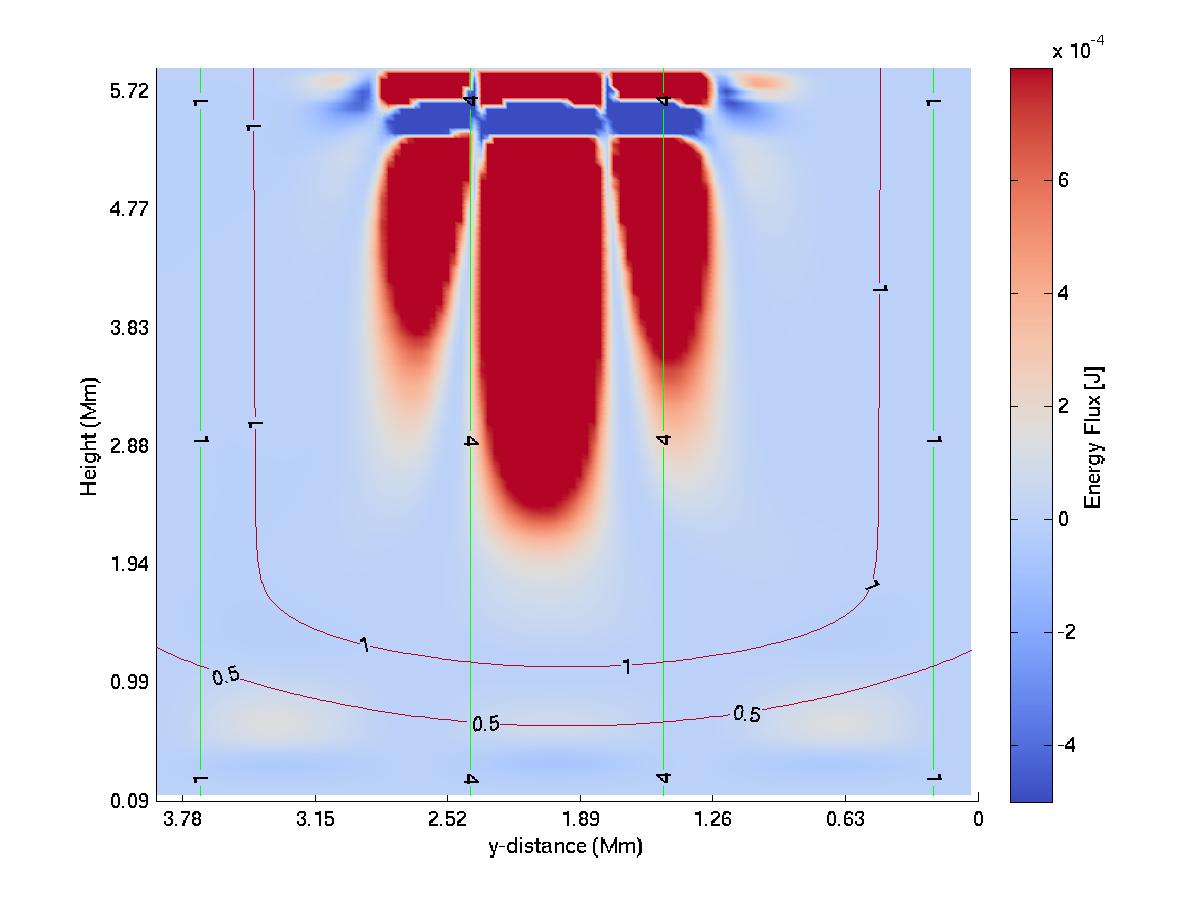 x 10^-4
5.72
4.77
3.83
2.88
1.94
0.99
0.09
Height (Mm)
1 4 4 1
1
1
1 4 4 1
1
1
1 1
0.5 0.5 0.5
1 4 4 1
3.78 3.15 2.52 1.89 1.26 0.63 0
y-distance (Mm)
6
4
2
0
-2
-4
Energy Flux [J]